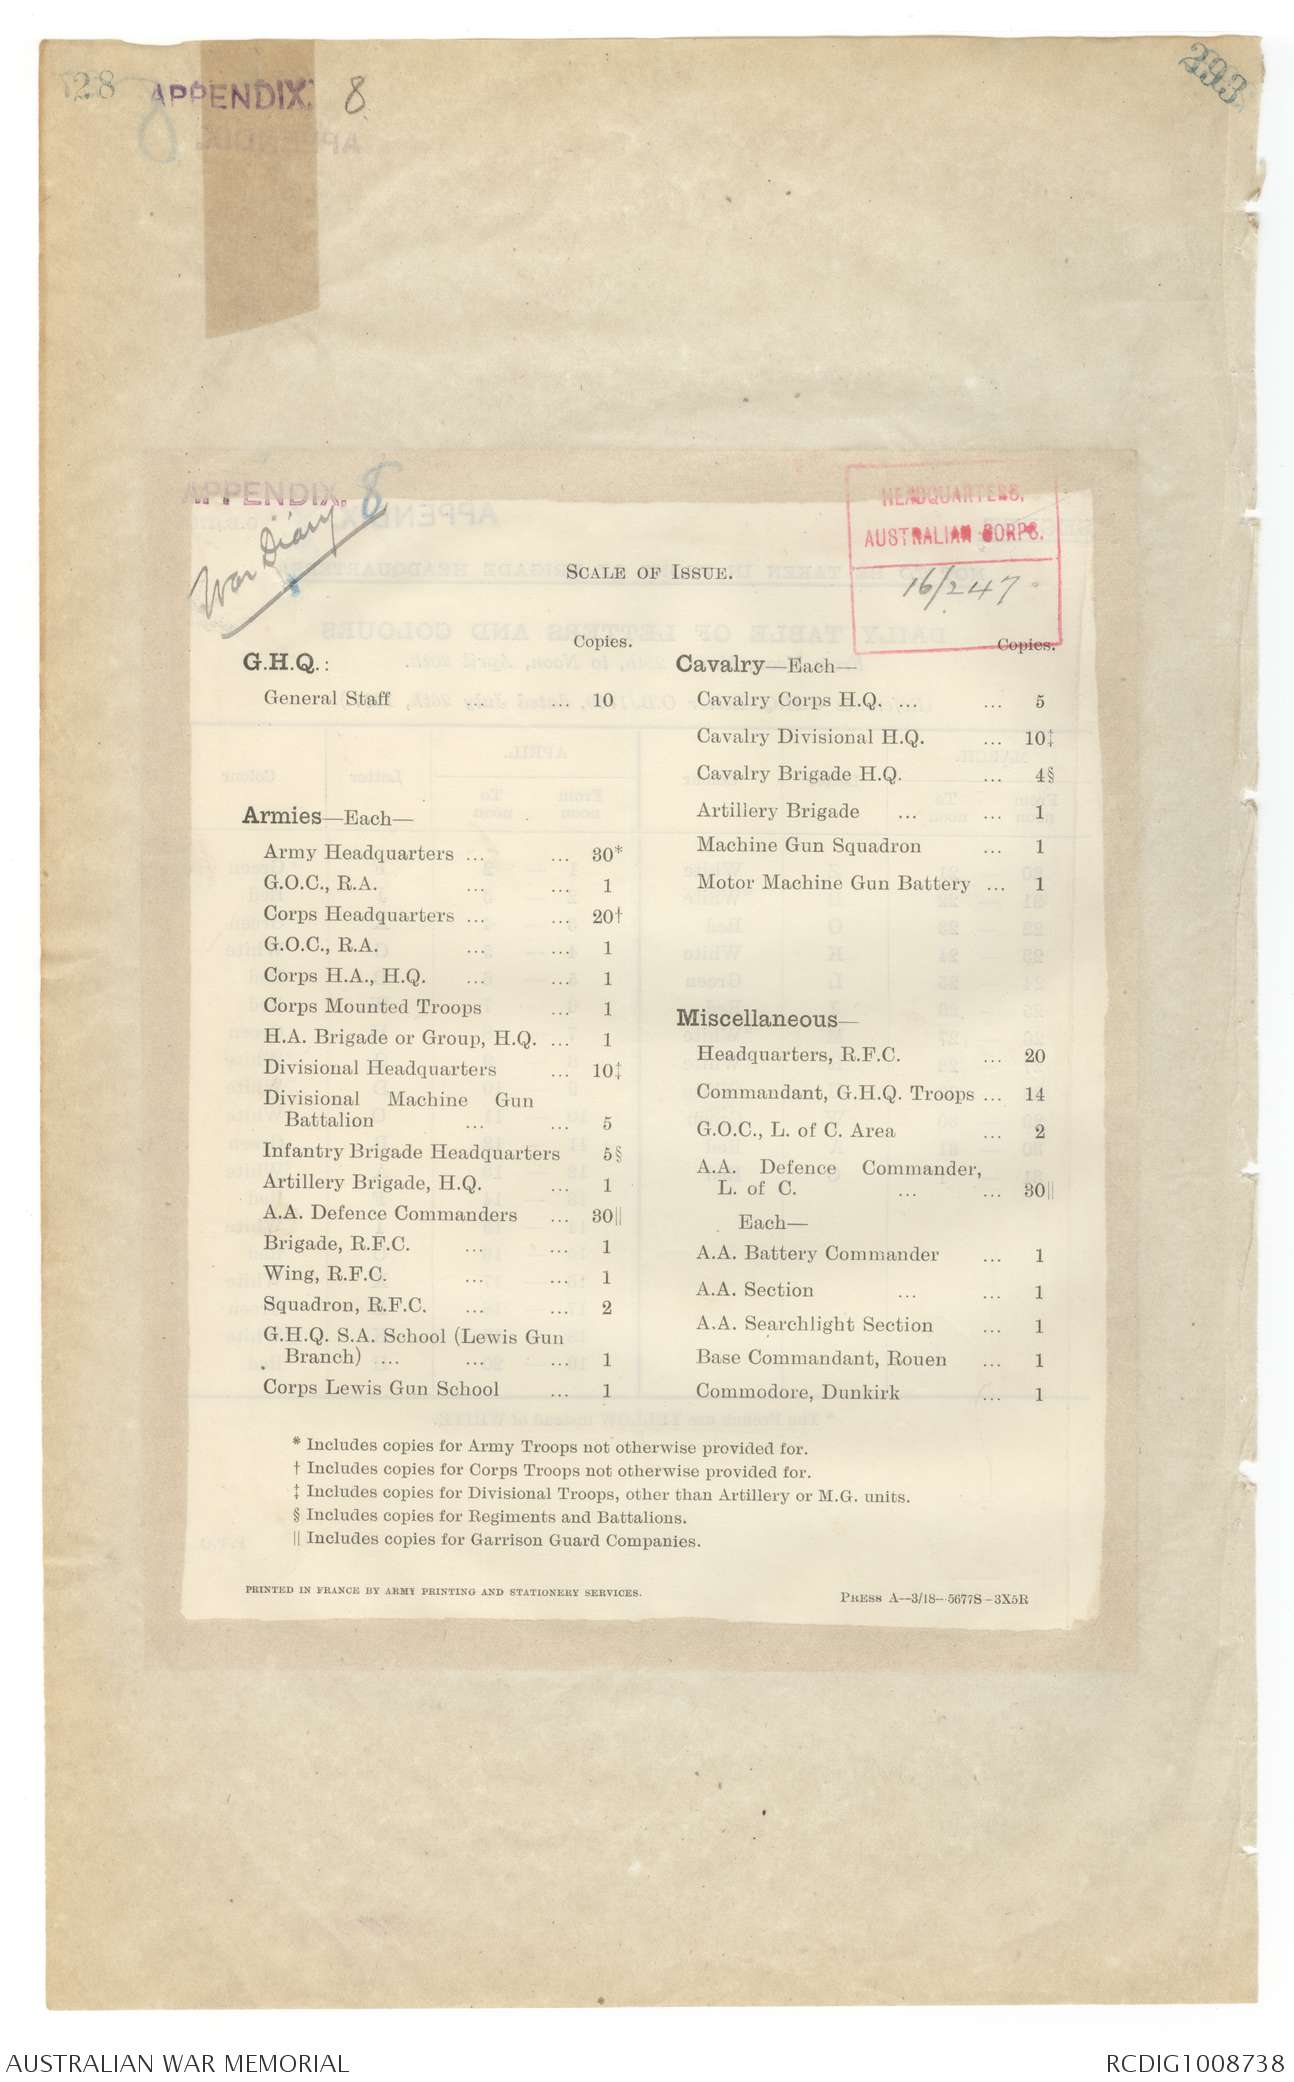 28
APPENDIX. 8
293
APPENDIX. 8
War Diary
HEADQUARTERS,
AUSTRALIAN CORPS.
16/247
SCALE OF ISSUE.
Copies.
G.H.Q.:
General Staff ... ... 10
Armies—Each—
Army Headquarters ... ... 30*
G.O.C., R.A. ... ... 1
Corps Headquarters ... ... 20†
G.O.C., R.A. ... ... 1
Corps H.A., H.Q. ... ... 1
Corps Mounted Troops ... 1
H.A. Brigade or Group, H.Q. ... 1
Divisional Headquarters ... 10‡
Divisional Machine Gun
Battalion ... ... 5
Infantry Brigade Headquarters 5§
Artillery Brigade, H.Q. ... 1
A.A. Defence Commanders ... 30||
Brigade, R.F.C. ... ... 1
Wing, R.F.C. ... ... 1
Squadron, R.F.C. ... ... 2
G.H.Q. S.A. School (Lewis Gun
Branch) ... ... ... 1
Corps Lewis Gun School ... 1
Copies.
Cavalry—Each—
Cavalry Corps H.Q. ... ... 5
Cavalry Divisional H.Q. ... 10‡
Cavalry Brigade H.Q. ... 4§
Artillery Brigade ... ... 1
Machine Gun Squadron ... 1
Motor Machine Gun Battery ... 1
Miscellaneous—
Headquarters, R.F.C. ... 20
Commandant, G.H.Q. Troops ... 14
G.O.C., L. of C. Area ... 2
A.A. Defence Commander,
L. of C. ... ... 30||
Each—
A.A. Battery Commander ... 1
A.A. Section ... ... 1
A.A. Searchlight Section ... 1
Base Commandant, Rouen ... 1
Commodore, Dunkirk ... 1
* Includes copies for Army Troops not otherwise provided for.
† Includes copies for Corps Troops not otherwise provided for.
‡ Includes copies for Divisional Troops, other than Artillery or M.G. units.
§ Includes copies for Regiments and Battalions.
|| Includes copies for Garrison Guard Companies.
PRINTED IN FRANCE BY ARMY PRINTING AND STATIONERY SERVICES.
PRESS A—3/18—5677S—3X5R
AUSTRALIAN WAR MEMORIAL
RCDIG1008738